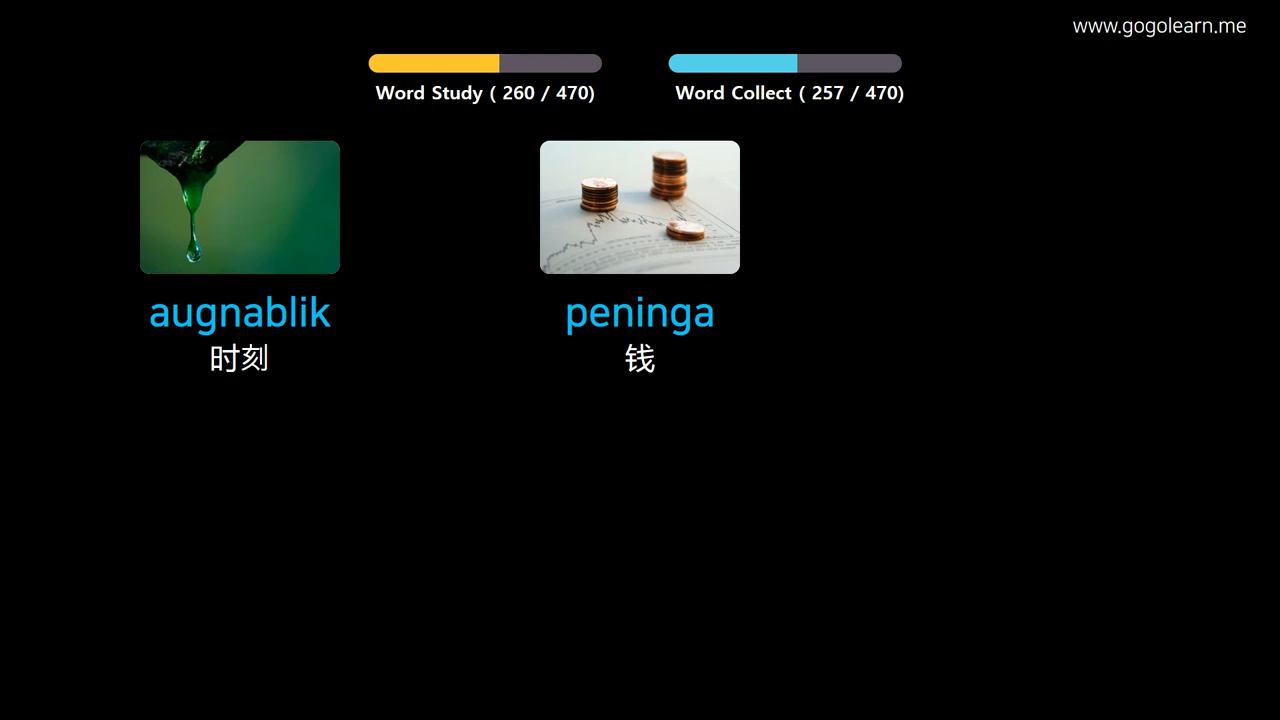 www.gogolearn.me
Word Study ( 260 / 470)
Word Collect ( 257 / 470)
augnablik
时刻
peninga
钱